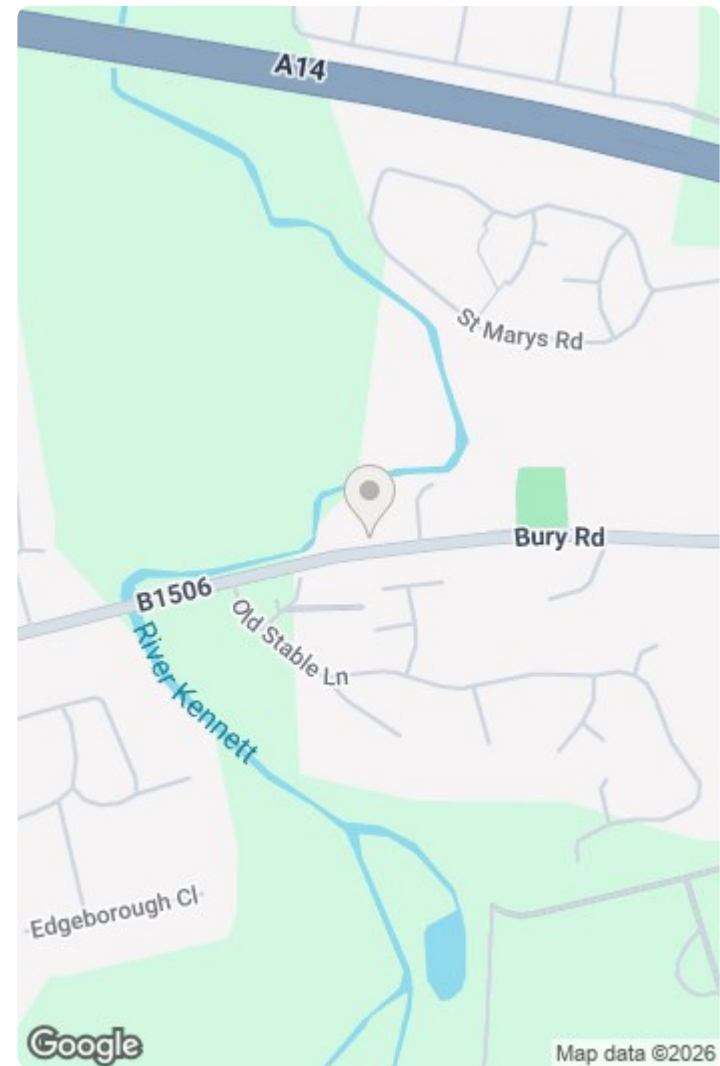 A14
St Marys Rd
Bury Rd
B1506
Old Stable Ln
River Kennett
Edgeborough Cl
Google
Map data ©2026